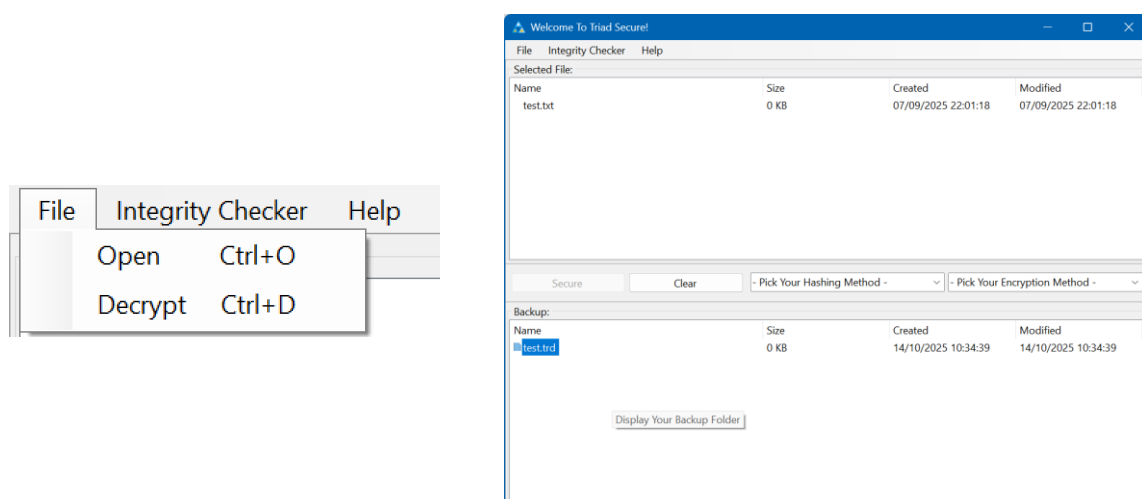 File Integrity Checker Help
Open Ctrl+O
Decrypt Ctrl+D
Welcome To Triad Secure!
File Integrity Checker Help
Selected File:
Name Size Created Modified
test.txt 0 KB 07/09/2025 22:01:18 07/09/2025 22:01:18
Secure Clear - Pick Your Hashing Method - - Pick Your Encryption Method -
Backup:
Name Size Created Modified
test.trd 0 KB 14/10/2025 10:34:39 14/10/2025 10:34:39
Display Your Backup Folder